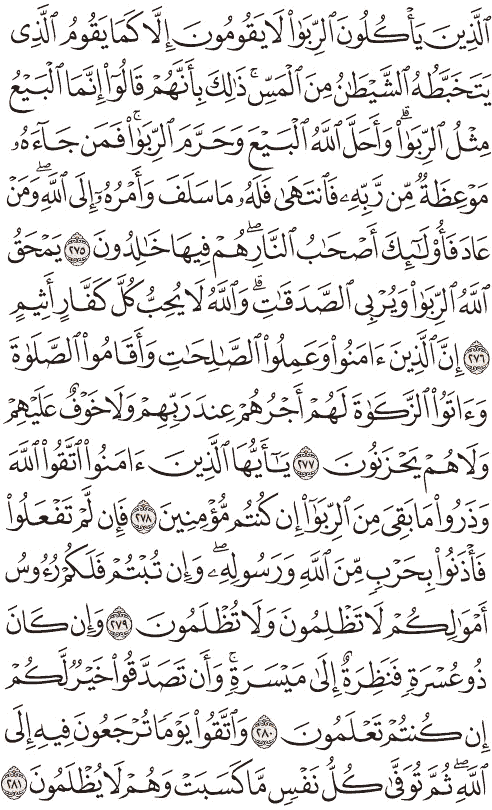 ٱلَّذِينَ يَأۡكُلُونَ ٱلرِّبَوٰاْ لَا يَقُومُونَ إِلَّا كَمَا يَقُومُ ٱلَّذِي
يَتَخَبَّطُهُ ٱلشَّيۡطَٰنُ مِنَ ٱلۡمَسِّۚ ذَٰلِكَ بِأَنَّهُمۡ قَالُوٓاْ إِنَّمَا ٱلۡبَيۡعُ
مِثۡلُ ٱلرِّبَوٰاْۗ وَأَحَلَّ ٱللَّهُ ٱلۡبَيۡعَ وَحَرَّمَ ٱلرِّبَوٰاْۚ فَمَن جَآءَهُۥ
مَوۡعِظَةٞ مِّن رَّبِّهِۦ فَٱنتَهَىٰ فَلَهُۥ مَا سَلَفَ وَأَمۡرُهُۥٓ إِلَى ٱللَّهِۖ وَمَنۡ
عَادَ فَأُوْلَٰٓئِكَ أَصۡحَٰبُ ٱلنَّارِۖ هُمۡ فِيهَا خَٰلِدُونَ ٢٧٥ يَمۡحَقُ
ٱللَّهُ ٱلرِّبَوٰاْ وَيُرۡبِي ٱلصَّدَقَٰتِۗ وَٱللَّهُ لَا يُحِبُّ كُلَّ كَفَّارٍ أَثِيمٍ
٢٧٦ إِنَّ ٱلَّذِينَ ءَامَنُواْ وَعَمِلُواْ ٱلصَّٰلِحَٰتِ وَأَقَامُواْ ٱلصَّلَوٰةَ
وَءَاتَوُاْ ٱلزَّكَوٰةَ لَهُمۡ أَجۡرُهُمۡ عِندَ رَبِّهِمۡ وَلَا خَوۡفٌ عَلَيۡهِمۡ
وَلَا هُمۡ يَحۡزَنُونَ ٢٧٧ يَٰٓأَيُّهَا ٱلَّذِينَ ءَامَنُواْ ٱتَّقُواْ ٱللَّهَ
وَذَرُواْ مَا بَقِيَ مِنَ ٱلرِّبَوٰٓاْ إِن كُنتُم مُّؤۡمِنِينَ ٢٧٨ فَإِن لَّمۡ تَفۡعَلُواْ
فَأۡذَنُواْ بِحَرۡبٖ مِّنَ ٱللَّهِ وَرَسُولِهِۦۖ وَإِن تُبۡتُمۡ فَلَكُمۡ رُءُوسُ
أَمۡوَٰلِكُمۡ لَا تَظۡلِمُونَ وَلَا تُظۡلَمُونَ ٢٧٩ وَإِن كَانَ
ذُو عُسۡرَةٖ فَنَظِرَةٌ إِلَىٰ مَيۡسَرَةٖۚ وَأَن تَصَدَّقُواْ خَيۡرٞ لَّكُمۡ
إِن كُنتُمۡ تَعۡلَمُونَ ٢٨٠ وَٱتَّقُواْ يَوۡمٗا تُرۡجَعُونَ فِيهِ إِلَى
ٱللَّهِۖ ثُمَّ تُوَفَّىٰ كُلُّ نَفۡسٖ مَّا كَسَبَتۡ وَهُمۡ لَا يُظۡلَمُونَ ٢٨١